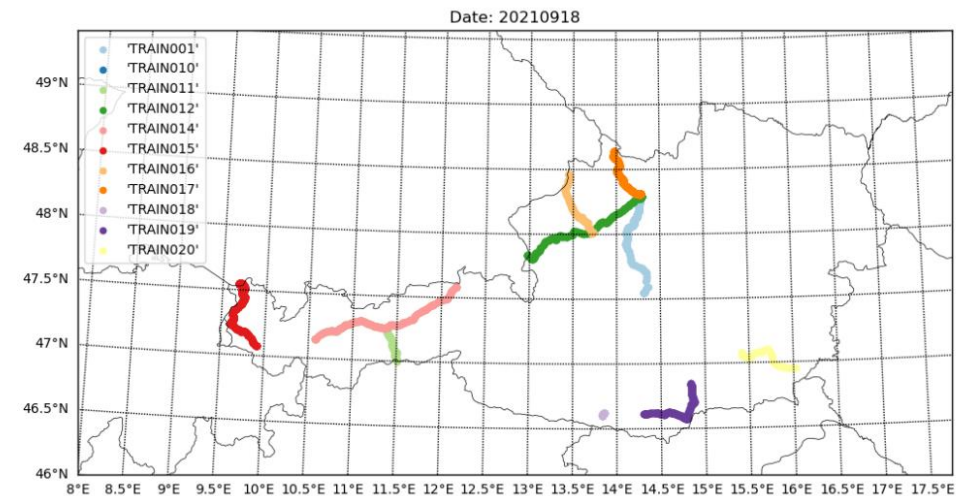 Date: 20210918
'TRAIN001'
'TRAIN010'
'TRAIN011'
'TRAIN012'
'TRAIN014'
'TRAIN015'
'TRAIN016'
'TRAIN017'
'TRAIN018'
'TRAIN019'
'TRAIN020'
49°N
48.5°N
48°N
47.5°N
47°N
46.5°N
46°N
8°E 8.5°E 9°E 9.5°E 10°E 10.5°E 11°E 11.5°E 12°E 12.5°E 13°E 13.5°E 14°E 14.5°E 15°E 15.5°E 16°E 16.5°E 17°E 17.5°E